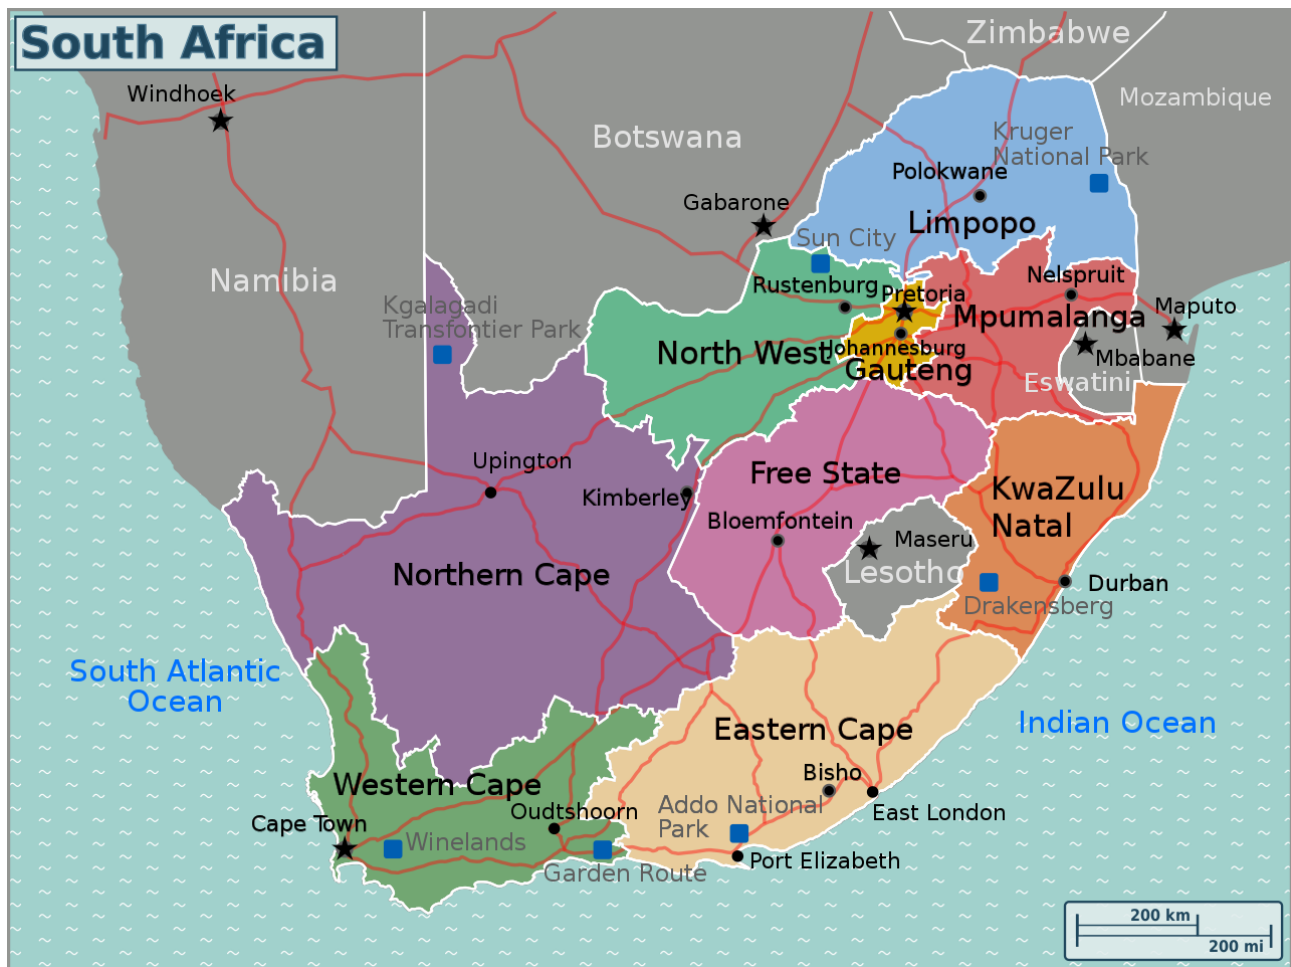 South Africa
Zimbabwe
Windhoek
Mozambique
Botswana
Kruger
National Park
Polokwane
Gabarone
Limpopo
Sun City
Namibia
Nelspruit
Rustenburg
Pretoria
Kgalagadi
Transfontier Park
Maputo
Mpumalanga
North West
Johannesburg
Mbabane
Gauteng
Eswatini
Upington
Free State
KwaZulu
Natal
Kimberley
Bloemfontein
Maseru
Lesotho
Northern Cape
Durban
Drakensberg
South Atlantic
Ocean
Indian Ocean
Eastern Cape
Bisho
Western Cape
Addo National
Park
Oudtshoorn
East London
Cape Town
Winelands
Port Elizabeth
Garden Route
200 km
200 mi